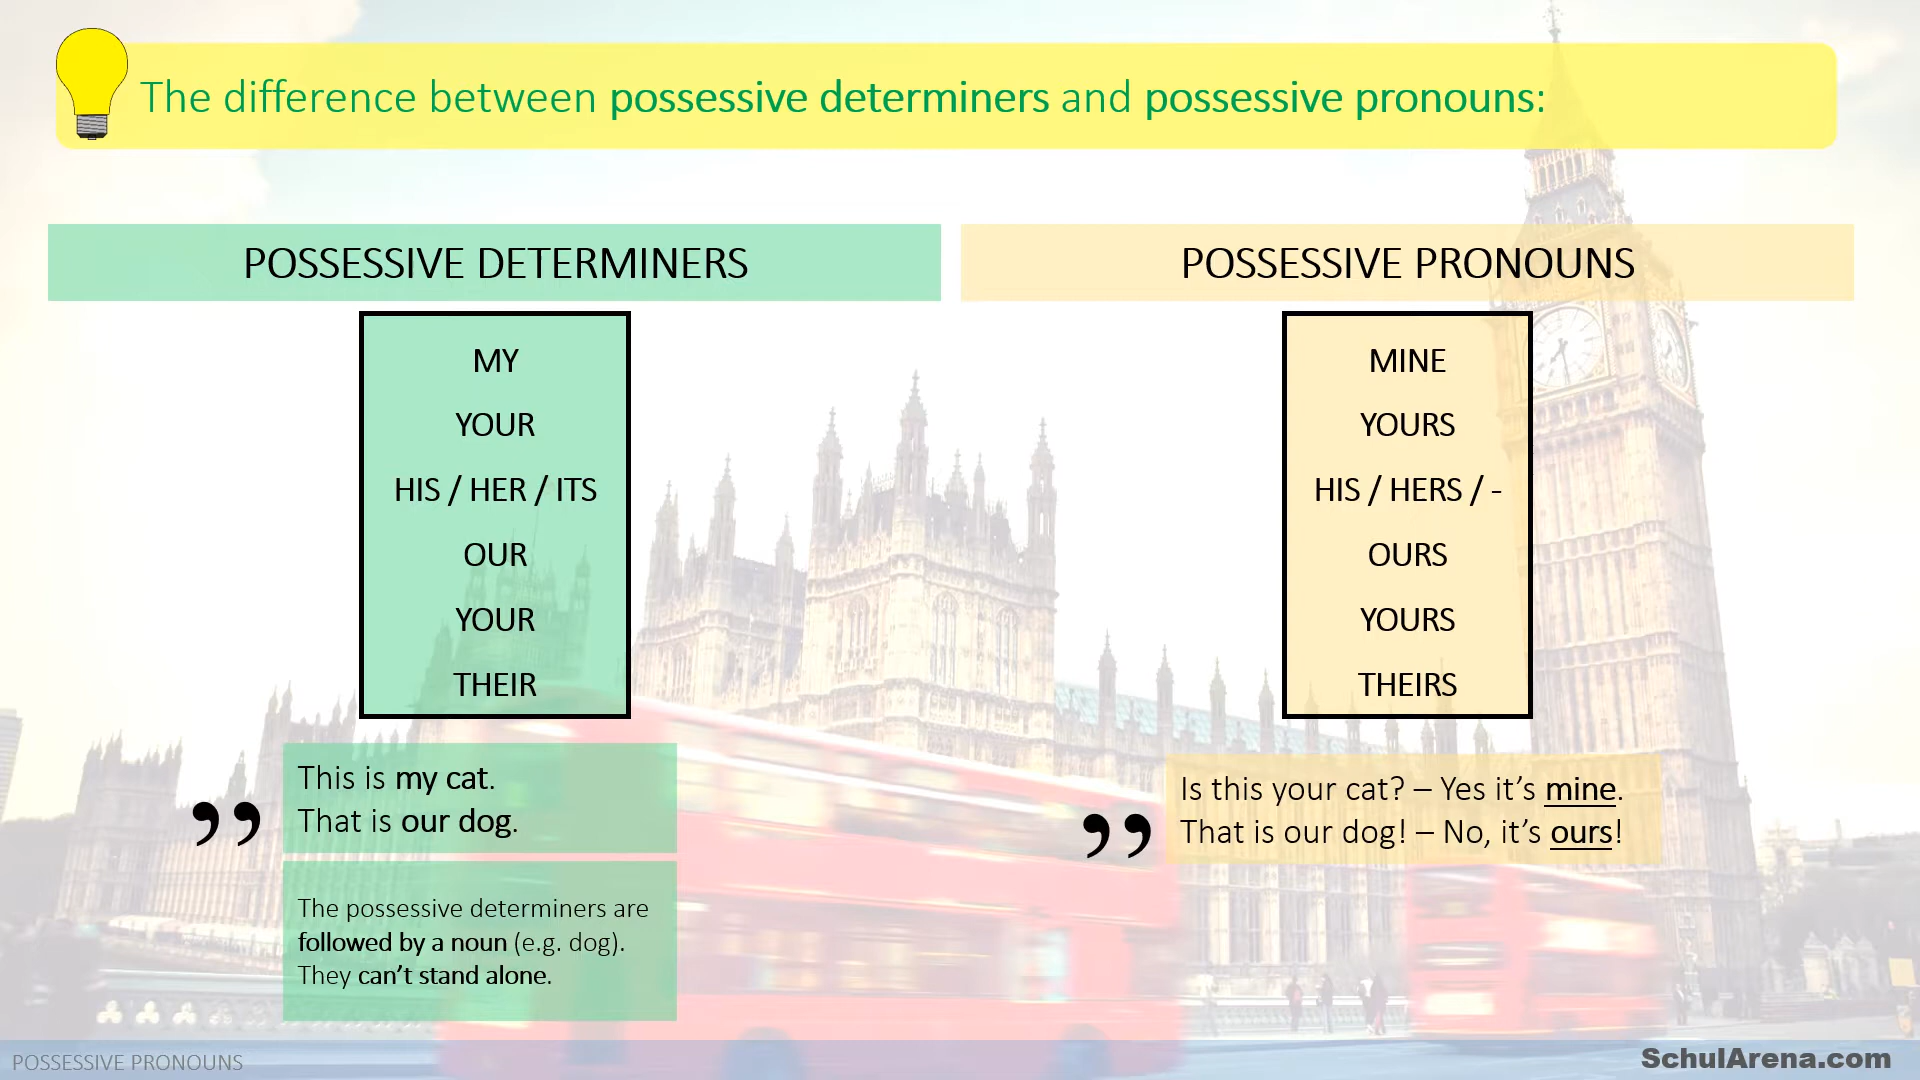 The difference between possessive determiners and possessive pronouns:
POSSESSIVE DETERMINERS
MY
YOUR
HIS / HER / ITS
OUR
YOUR
THEIR
”
This is my cat.
That is our dog.
The possessive determiners are
followed by a noun (e.g. dog).
They can’t stand alone.
POSSESSIVE PRONOUNS
MINE
YOURS
HIS / HERS / -
OURS
YOURS
THEIRS
”
Is this your cat? – Yes it’s mine.
That is our dog! – No, it’s ours!
POSSESSIVE PRONOUNS
SchulArena.com